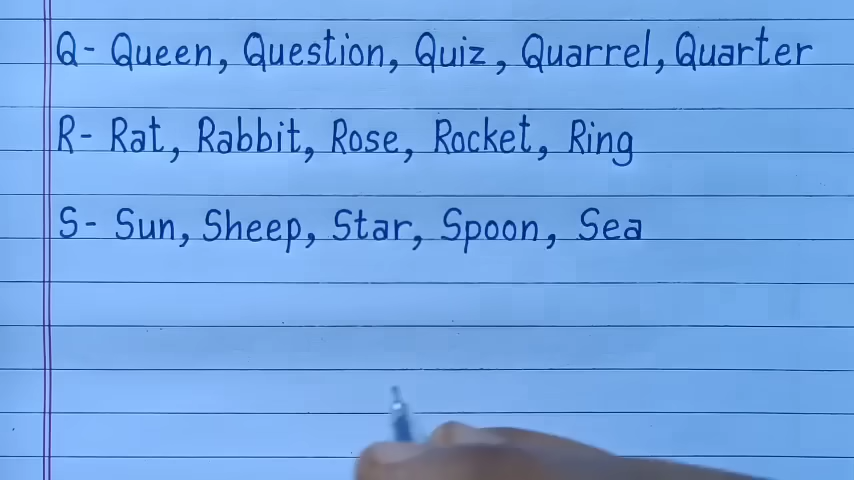 Q- Queen, Question, Quiz, Quarrel, Quarter
R- Rat, Rabbit, Rose, Rocket, Ring
S- Sun, Sheep, Star, Spoon, Sea